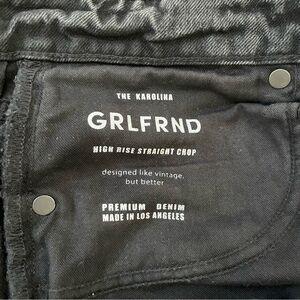 THE KAROLINA
GRLFRND
HIGH RISE STRAIGHT CROP
designed like vintage,
but better
PREMIUM DENIM
MADE IN LOS ANGELES